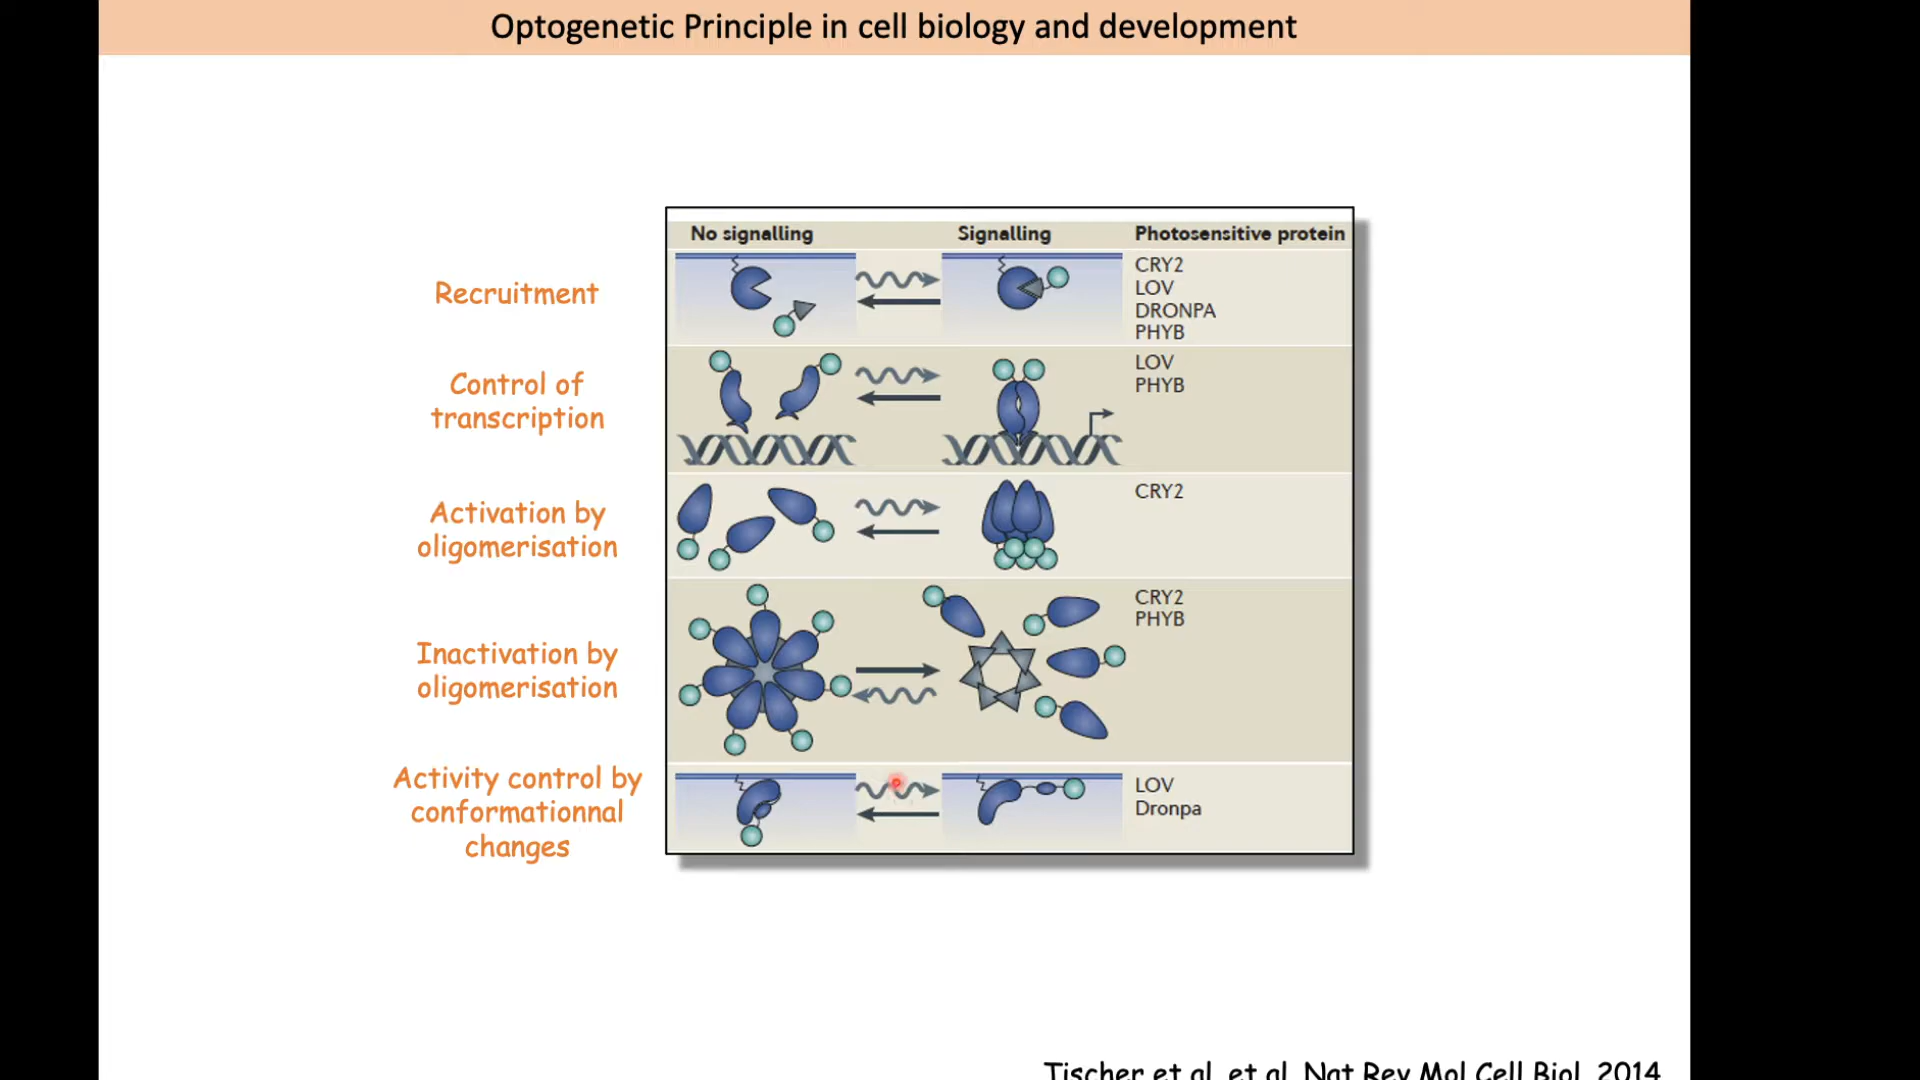 Optogenetic Principle in cell biology and development
No signalling
Signalling
Photosensitive protein
Recruitment
CRY2
LOV
DRONPA
PHYB
Control of
transcription
LOV
PHYB
Activation by
oligomerisation
CRY2
Inactivation by
oligomerisation
CRY2
PHYB
Activity control by
conformationnal
changes
LOV
Dronpa
Tischer et al. et al. Nat Rev Mol Cell Biol. 2014